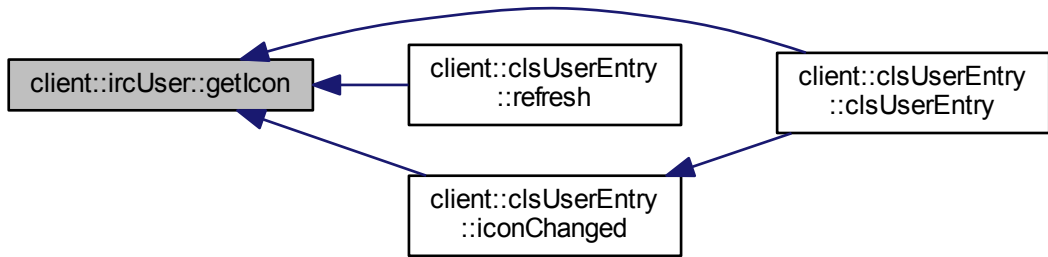 client::ircUser::getIcon
client::clsUserEntry
::refresh
client::clsUserEntry
::iconChanged
client::clsUserEntry
::clsUserEntry